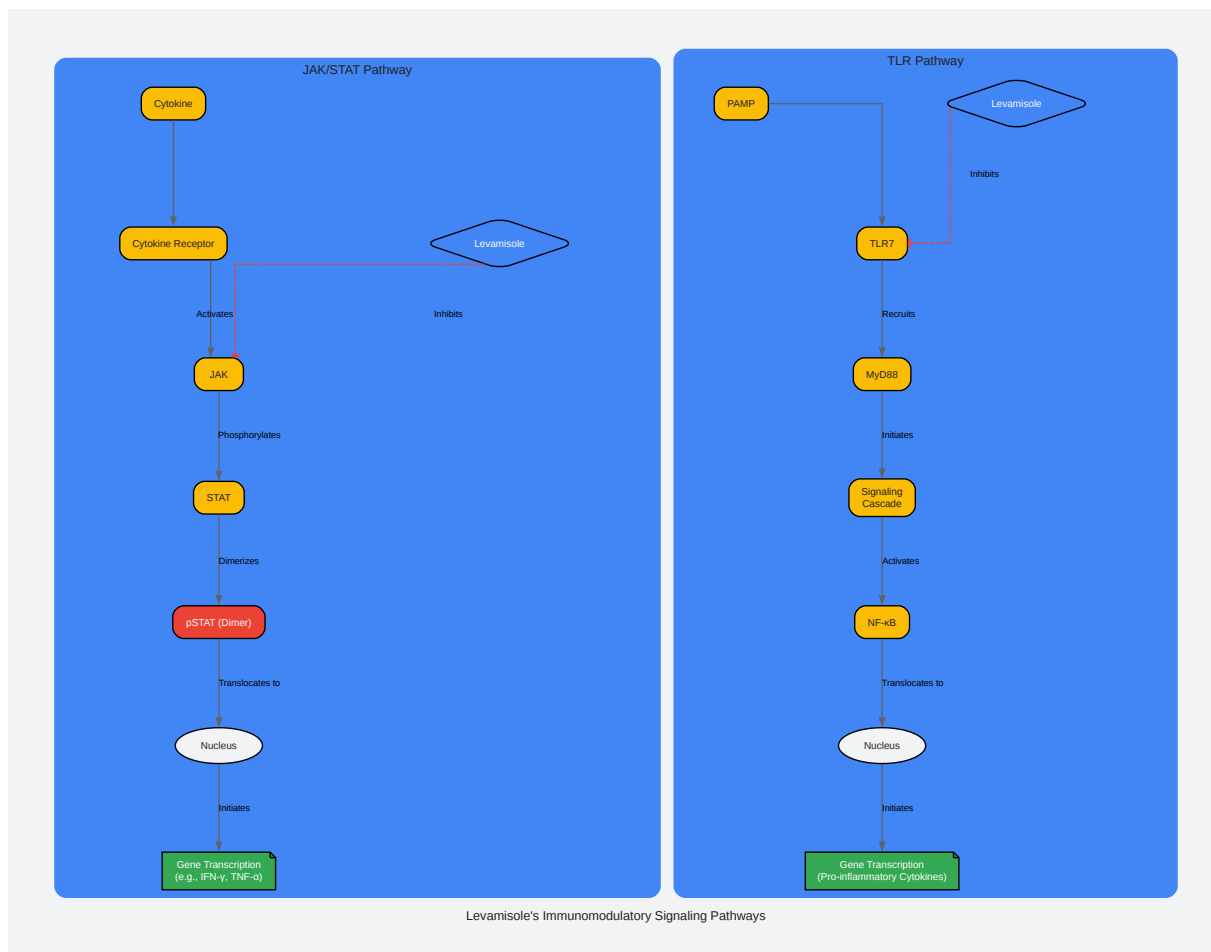 JAK/STAT Pathway
Cytokine
Cytokine Receptor
Levamisole
Activates
Inhibits
JAK
Phosphorylates
STAT
Dimerizes
pSTAT (Dimer)
Translocates to
Nucleus
Initiates
Gene Transcription
(e.g., IFN-γ, TNF-α)
TLR Pathway
PAMP
Levamisole
Inhibits
TLR7
Recruits
MyD88
Initiates
Signaling
Cascade
Activates
NF-κB
Translocates to
Nucleus
Initiates
Gene Transcription
(Pro-inflammatory Cytokines)
Levamisole's Immunomodulatory Signaling Pathways